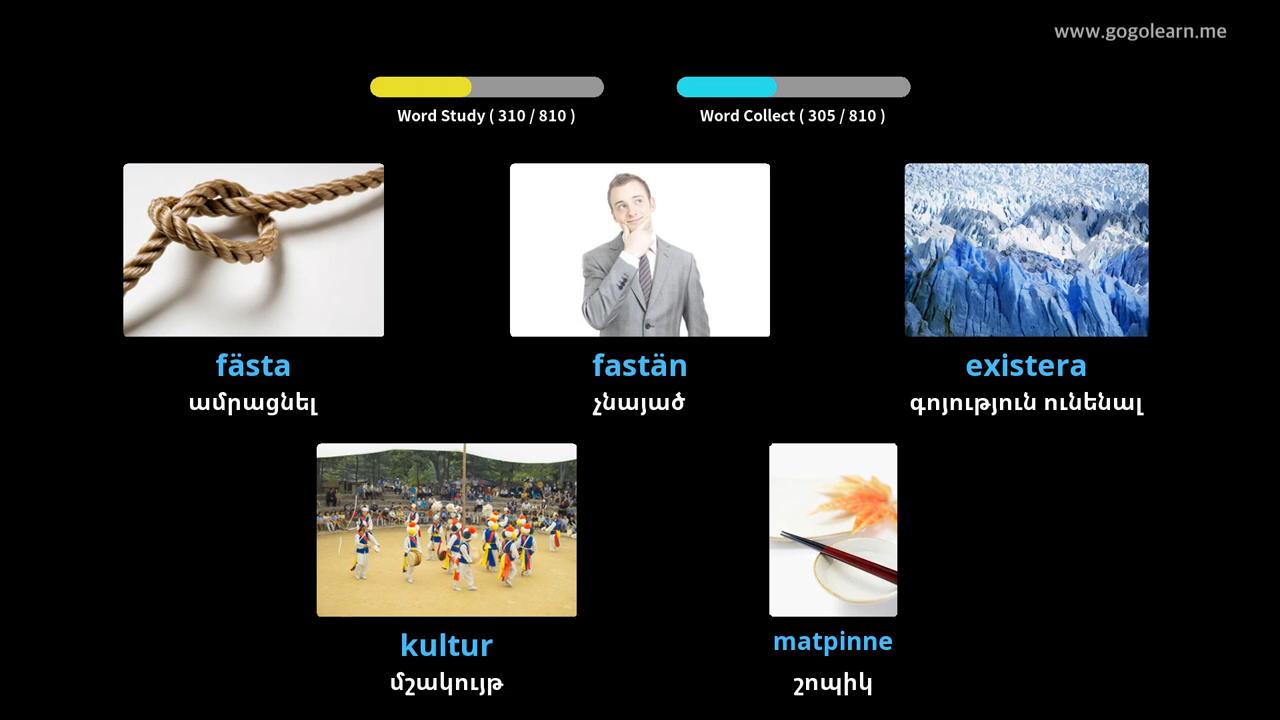 www.gogolearn.me
Word Study ( 310 / 810 )
Word Collect ( 305 / 810 )
fästa
ամրացնել
fastän
չնայած
existera
գոյություն ունենալ
kultur
մշակույթ
matpinne
շոպիկ